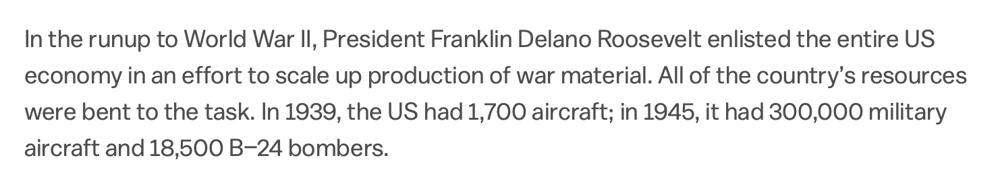 In the runup to World War II, President Franklin Delano Roosevelt enlisted the entire US
economy in an effort to scale up production of war material. All of the country’s resources
were bent to the task. In 1939, the US had 1,700 aircraft; in 1945, it had 300,000 military
aircraft and 18,500 B–24 bombers.